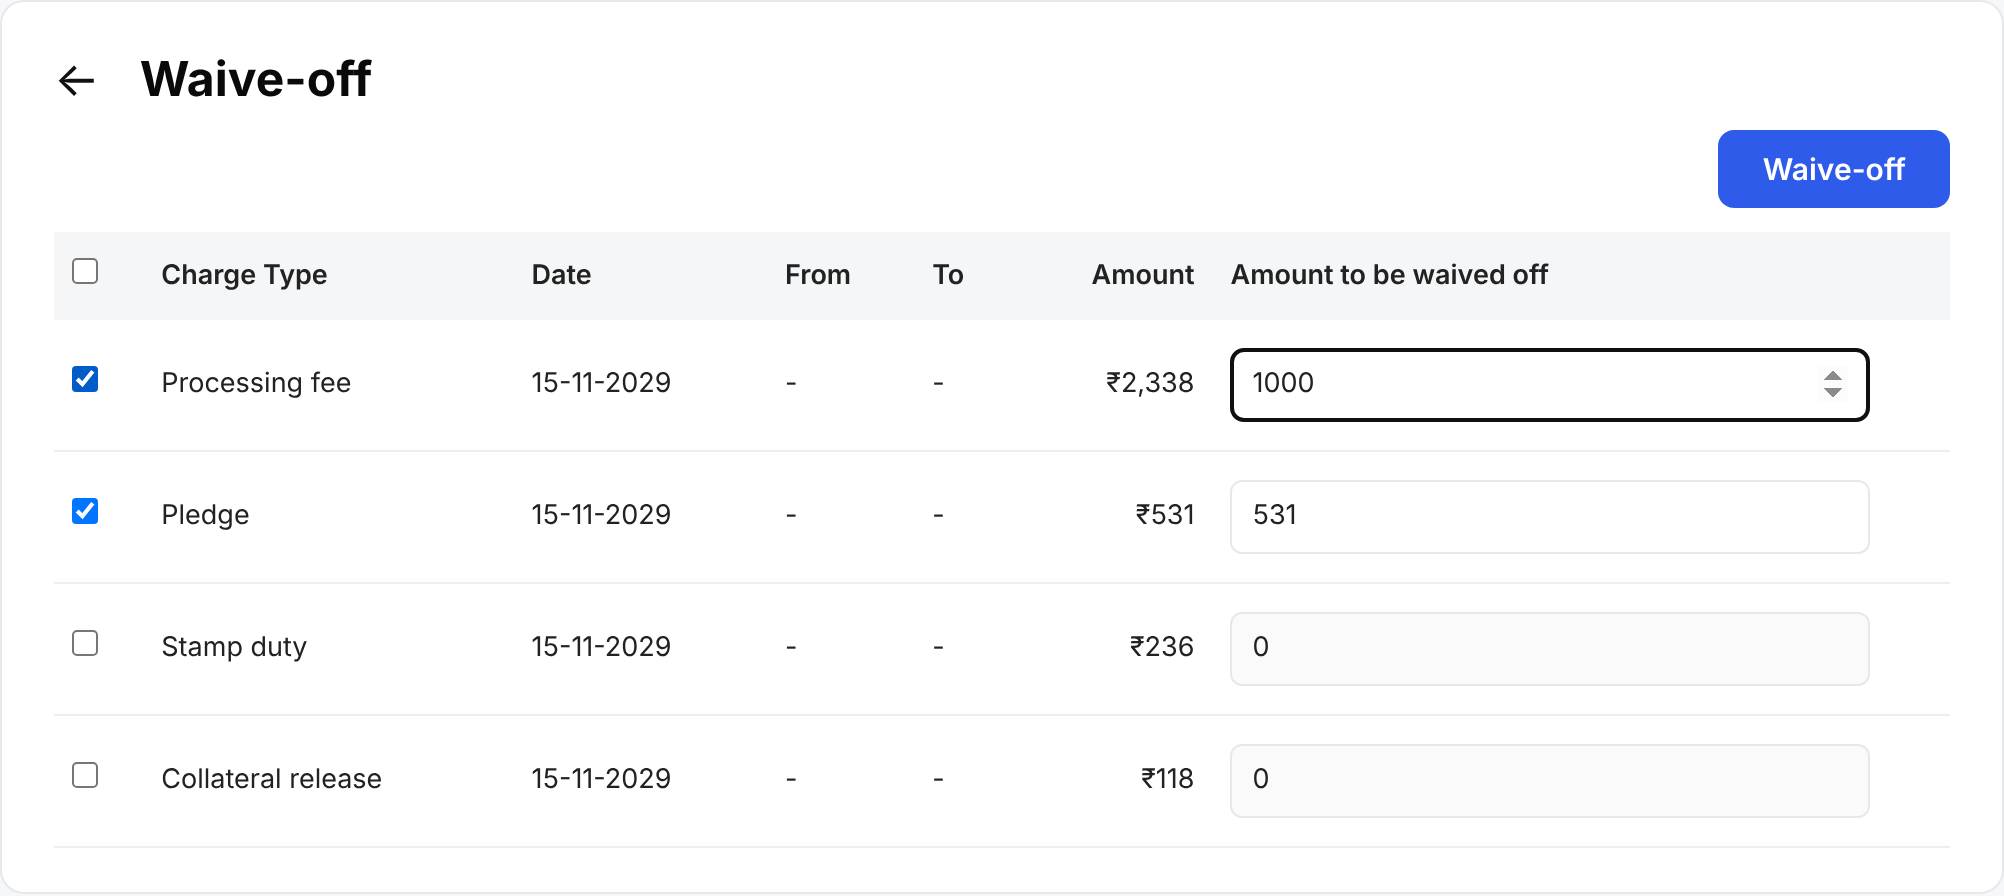 Waive-off
Waive-off
Charge Type Date From To Amount Amount to be waived off
Processing fee 15-11-2029 - - ₹2,338 1000
Pledge 15-11-2029 - - ₹531 531
Stamp duty 15-11-2029 - - ₹236 0
Collateral release 15-11-2029 - - ₹118 0